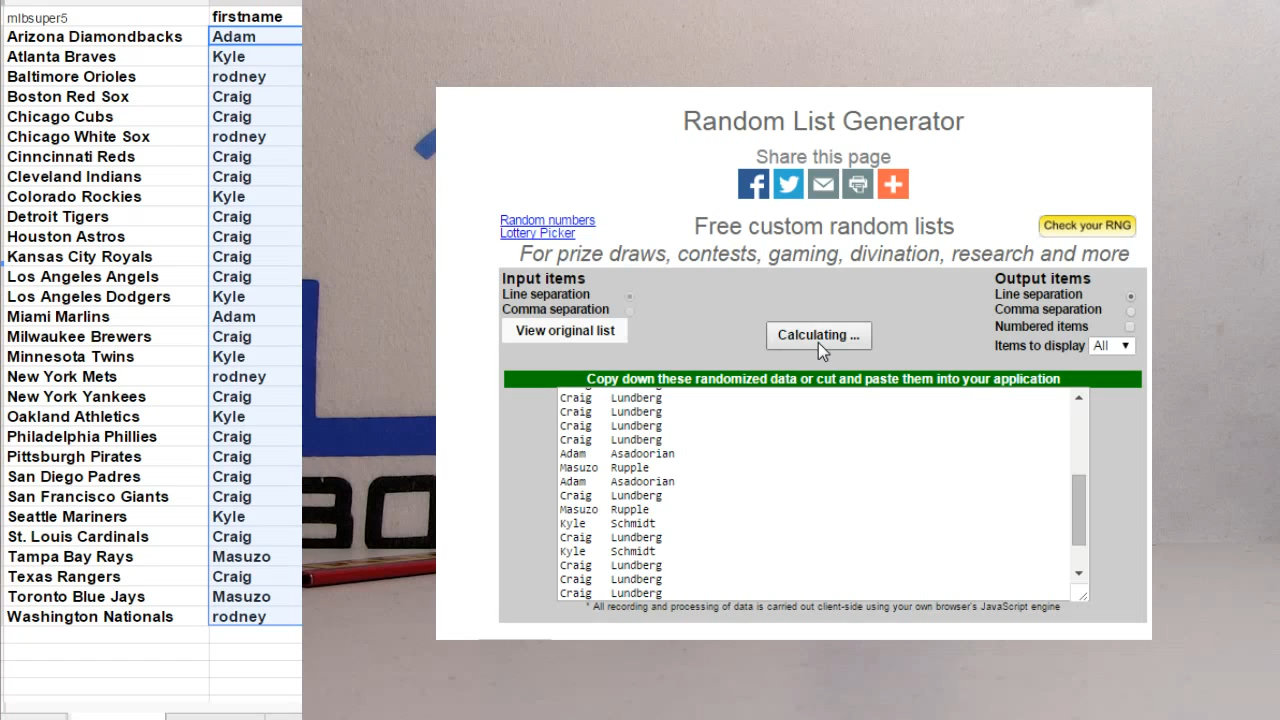 mlbsuper5 firstname
Arizona Diamondbacks Adam
Atlanta Braves Kyle
Baltimore Orioles rodney
Boston Red Sox Craig
Chicago Cubs Craig
Chicago White Sox rodney
Cinncinnati Reds Craig
Cleveland Indians Craig
Colorado Rockies Kyle
Detroit Tigers Craig
Houston Astros Craig
Kansas City Royals Craig
Los Angeles Angels Craig
Los Angeles Dodgers Kyle
Miami Marlins Adam
Milwaukee Brewers Craig
Minnesota Twins Kyle
New York Mets rodney
New York Yankees Craig
Oakland Athletics Kyle
Philadelphia Phillies Craig
Pittsburgh Pirates Craig
San Diego Padres Craig
San Francisco Giants Craig
Seattle Mariners Kyle
St. Louis Cardinals Craig
Tampa Bay Rays Masuzo
Texas Rangers Craig
Toronto Blue Jays Masuzo
Washington Nationals rodney
Random List Generator
Share this page
Random numbers
Lottery Picker
Free custom random lists
Check your RNG
For prize draws, contests, gaming, divination, research and more
Input items
Line separation
Comma separation
View original list
Calculating ...
Output items
Line separation
Comma separation
Numbered items
Items to display All
Copy down these randomized data or cut and paste them into your application
Craig Lundberg
Craig Lundberg
Craig Lundberg
Craig Lundberg
Adam Asadoorian
Masuzo Rupple
Adam Asadoorian
Craig Lundberg
Masuzo Rupple
Kyle Schmidt
Craig Lundberg
Kyle Schmidt
Craig Lundberg
Craig Lundberg
Craig Lundberg
* All recording and processing of data is carried out client-side using your own browser's JavaScript engine